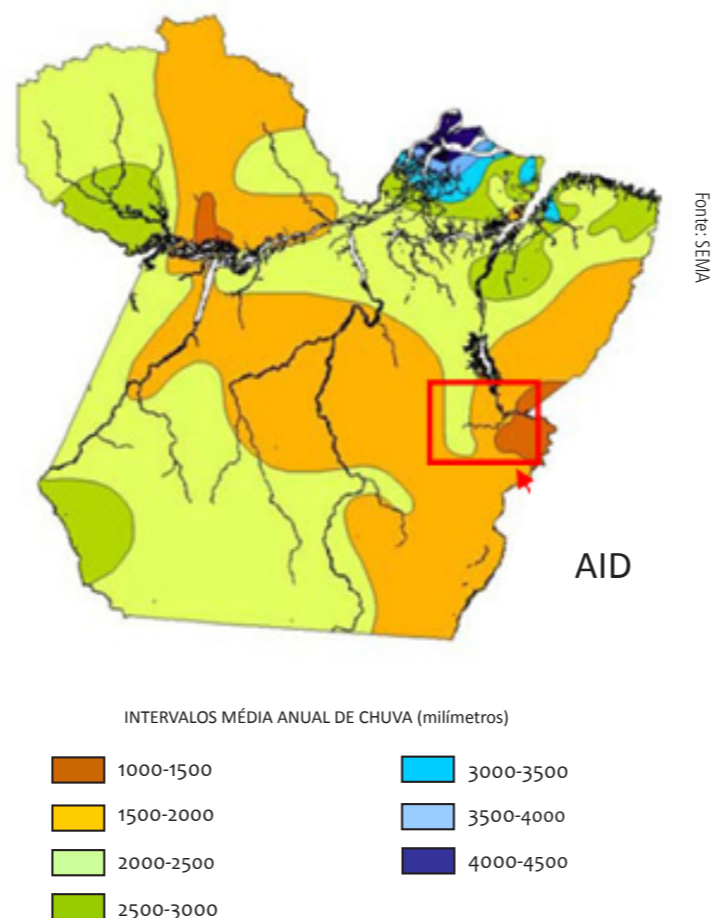 Fonte: SEMA
AID
INTERVALOS MÉDIA ANUAL DE CHUVA (milímetros)
1000-1500
1500-2000
2000-2500
2500-3000
3000-3500
3500-4000
4000-4500